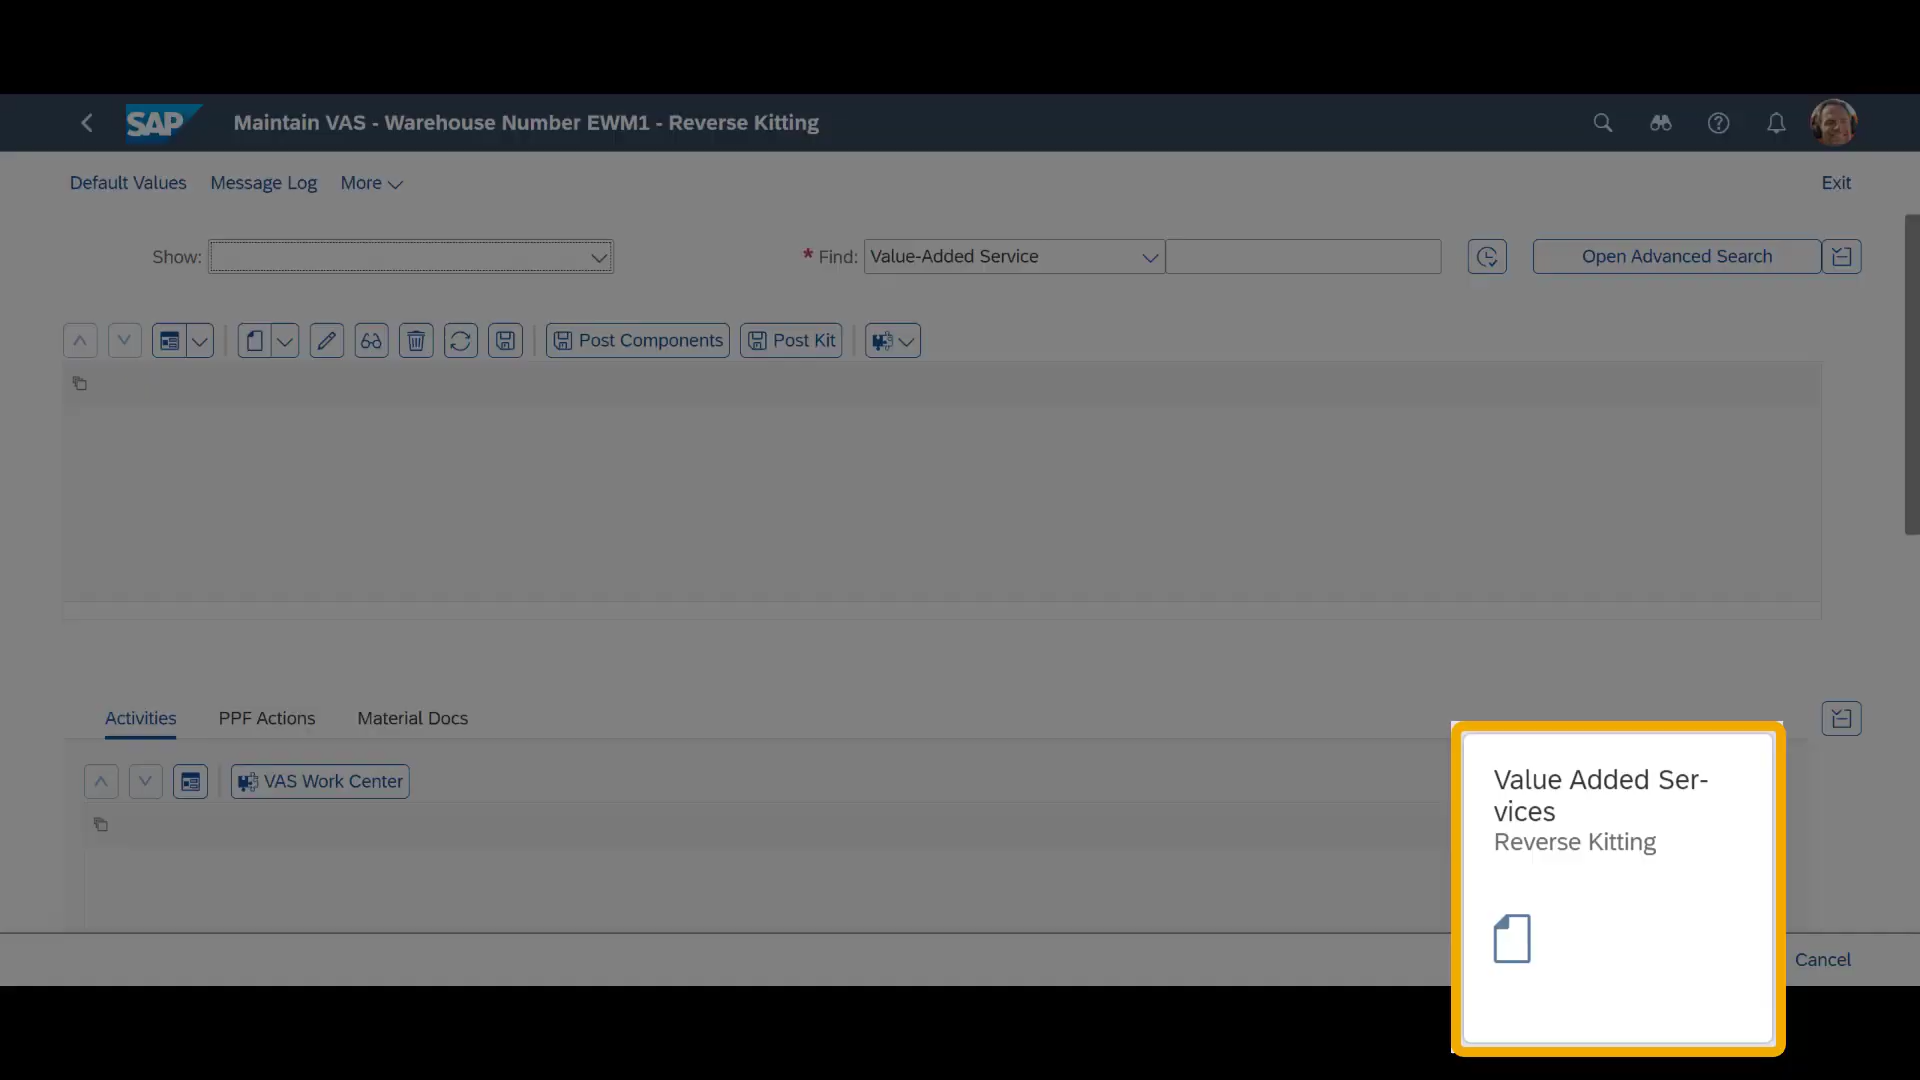 SAP
Maintain VAS - Warehouse Number EWM1 - Reverse Kitting
Default Values
Message Log
More
Exit
Show:
* Find:
Value-Added Service
Open Advanced Search
Post Components
Post Kit
Activities
PPF Actions
Material Docs
VAS Work Center
Value Added Ser-
vices
Reverse Kitting
Cancel